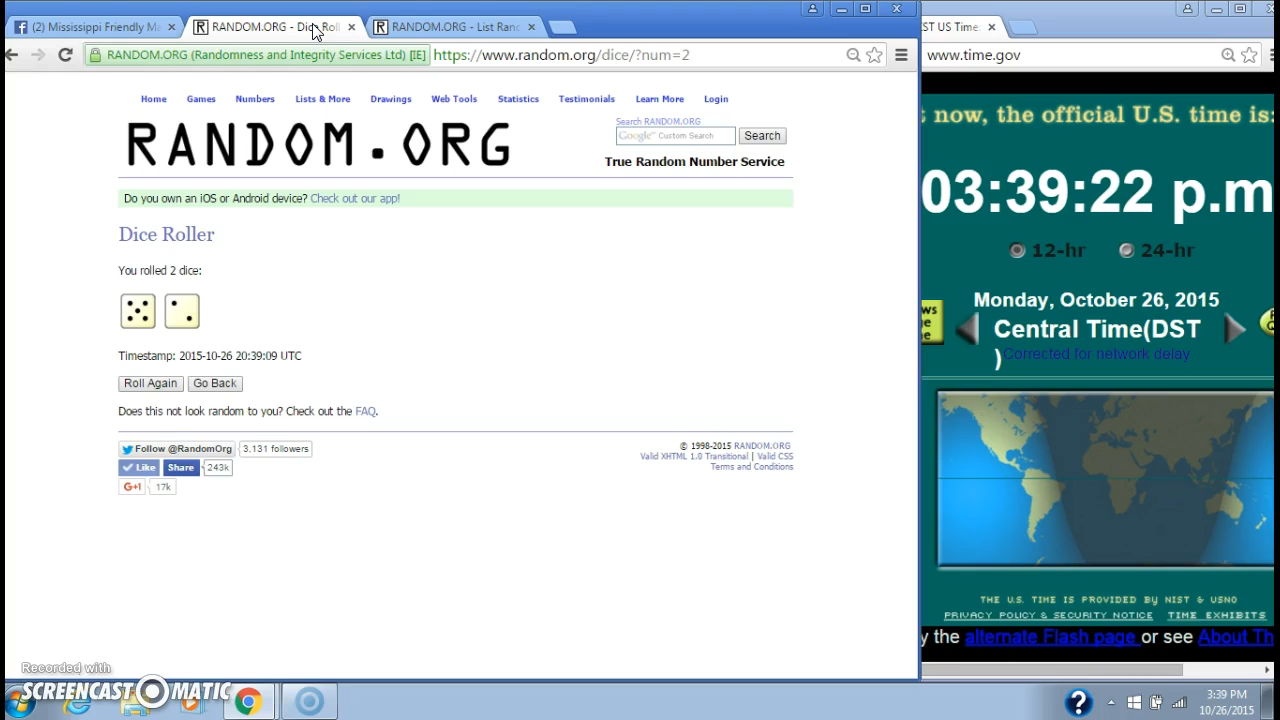 (2) Mississippi Friendly Ma
RANDOM.ORG - Dice Roll
RANDOM.ORG - List Rand
RANDOM.ORG (Randomness and Integrity Services Ltd) [IE]
https://www.random.org/dice/?num=2
Home Games Numbers Lists & More Drawings Web Tools Statistics Testimonials Learn More Login
RANDOM.ORG
Search RANDOM.ORG
Google™ Custom Search
Search
True Random Number Service
Do you own an iOS or Android device? Check out our app!
Dice Roller
You rolled 2 dice:
Timestamp: 2015-10-26 20:39:09 UTC
Roll Again Go Back
Does this not look random to you? Check out the FAQ.
Follow @RandomOrg 3,131 followers
Like Share 243k
G+1 17k
© 1998-2015 RANDOM.ORG
Valid XHTML 1.0 Transitional | Valid CSS
Terms and Conditions
ST US Time
www.time.gov
now, the official U.S. time is:
03:39:22 p.m
12-hr 24-hr
Monday, October 26, 2015
Central Time(DST
)Corrected for network delay
THE U.S. TIME IS PROVIDED BY NIST & USNO
PRIVACY POLICY & SECURITY NOTICE TIME EXHIBITS
y the alternate Flash page or see About Th
Recorded with
SCREENCAST MATIC
3:39 PM
10/26/2015